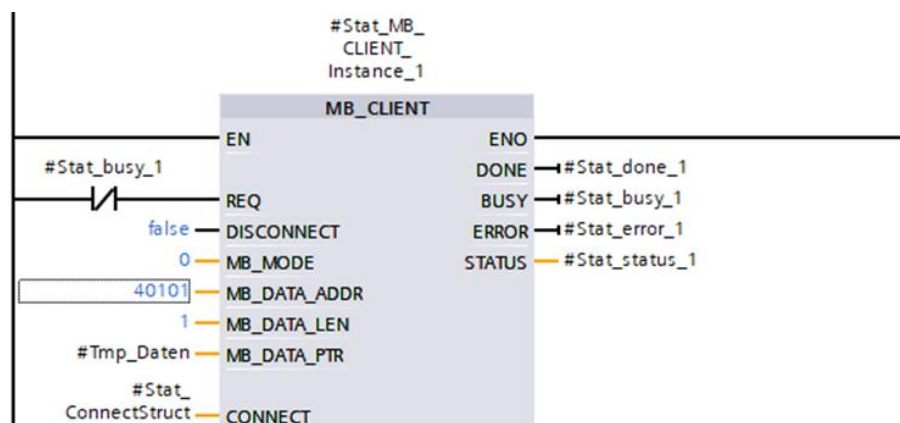 #Stat_MB_
CLIENT_
Instance_1
MB_CLIENT
EN ENO
#Stat_busy_1 DONE #Stat_done_1
REQ BUSY #Stat_busy_1
false DISCONNECT ERROR #Stat_error_1
0 MB_MODE STATUS #Stat_status_1
40101 MB_DATA_ADDR
1 MB_DATA_LEN
#Tmp_Daten MB_DATA_PTR
#Stat_
ConnectStruct CONNECT